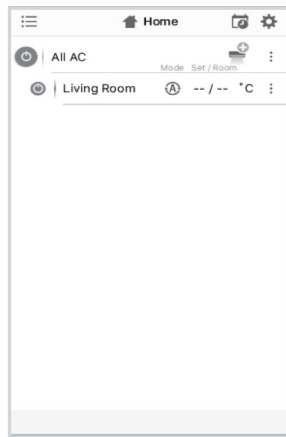 Home
All AC
Mode Set / Room
Living Room A -- / -- °C